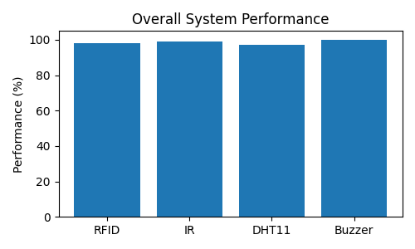 Overall System Performance
Performance (%)
100
80
60
40
20
0
RFID IR DHT11 Buzzer